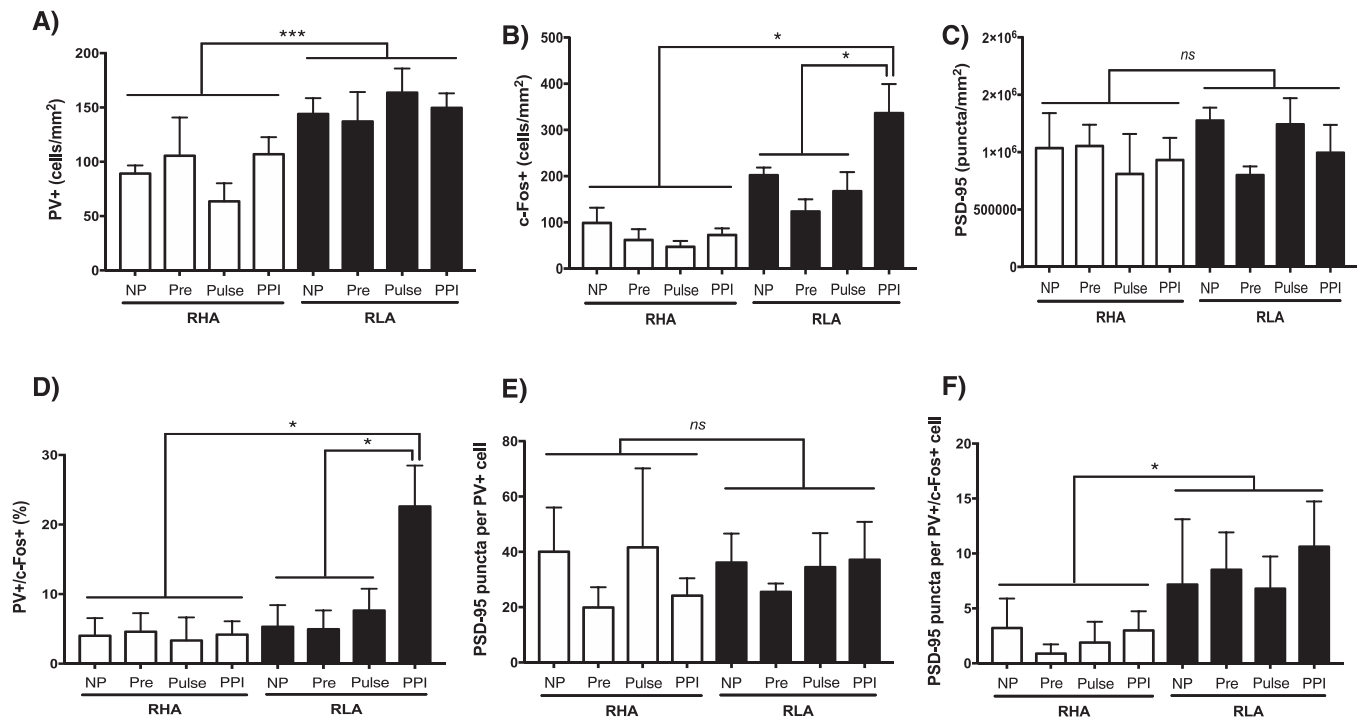 A)
***
PV+ (cells/mm²)
200
150
100
50
0
NP Pre Pulse PPI NP Pre Pulse PPI
RHA RLA
B)
*
*
c-Fos+ (cells/mm²)
500
400
300
200
100
0
NP Pre Pulse PPI NP Pre Pulse PPI
RHA RLA
C)
ns
PSD-95 (puncta/mm²)
2×10⁶
2×10⁶
1×10⁶
500000
0
NP Pre Pulse PPI NP Pre Pulse PPI
RHA RLA
D)
*
*
PV+/c-Fos+ (%)
30
20
10
0
NP Pre Pulse PPI NP Pre Pulse PPI
RHA RLA
E)
ns
PSD-95 puncta per PV+ cell
80
60
40
20
0
NP Pre Pulse PPI NP Pre Pulse PPI
RHA RLA
F)
*
PSD-95 puncta per PV+/c-Fos+ cell
20
15
10
5
0
NP Pre Pulse PPI NP Pre Pulse PPI
RHA RLA